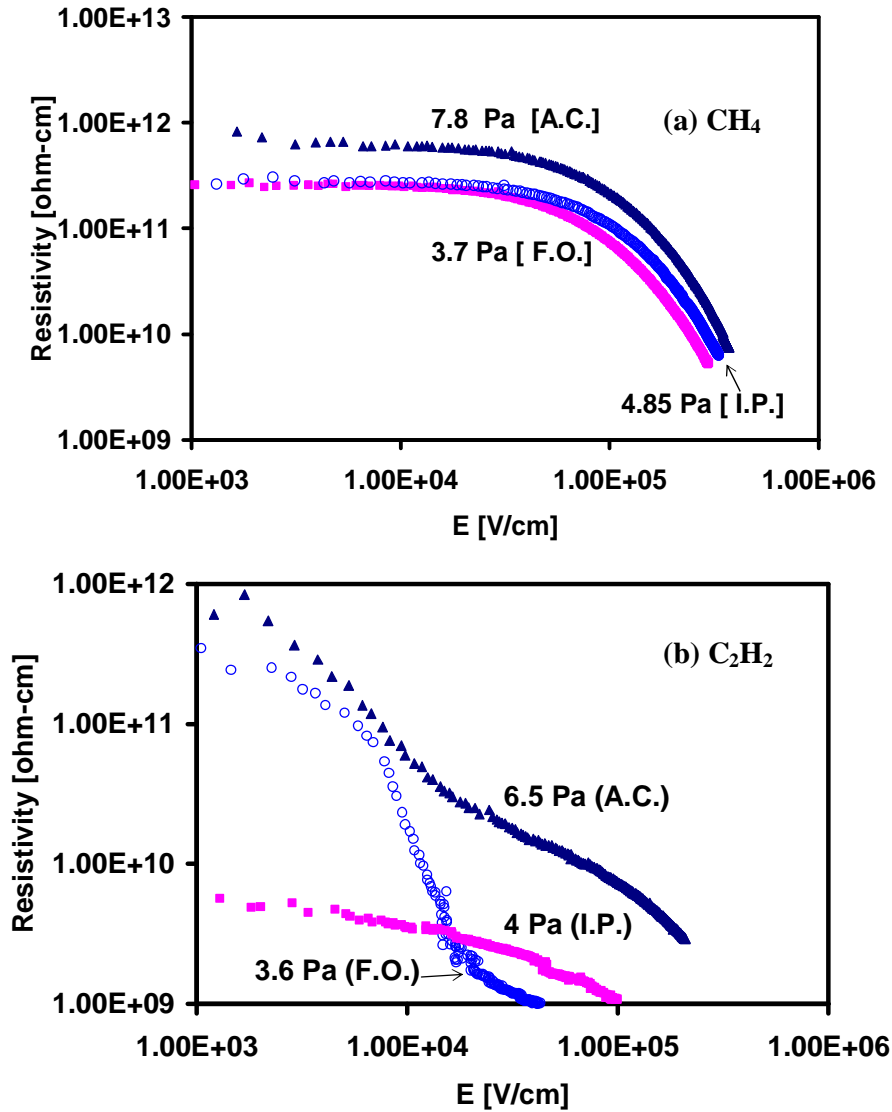 1.00E+13
1.00E+12
1.00E+11
1.00E+10
1.00E+09
Resistivity [ohm-cm]
7.8 Pa [A.C.]
(a) CH₄
3.7 Pa [ F.O.]
4.85 Pa [ I.P.]
1.00E+03 1.00E+04 1.00E+05 1.00E+06
E [V/cm]
1.00E+12
1.00E+11
1.00E+10
1.00E+09
Resistivity [ohm-cm]
(b) C₂H₂
6.5 Pa (A.C.)
4 Pa (I.P.)
3.6 Pa (F.O.)
1.00E+03 1.00E+04 1.00E+05 1.00E+06
E [V/cm]